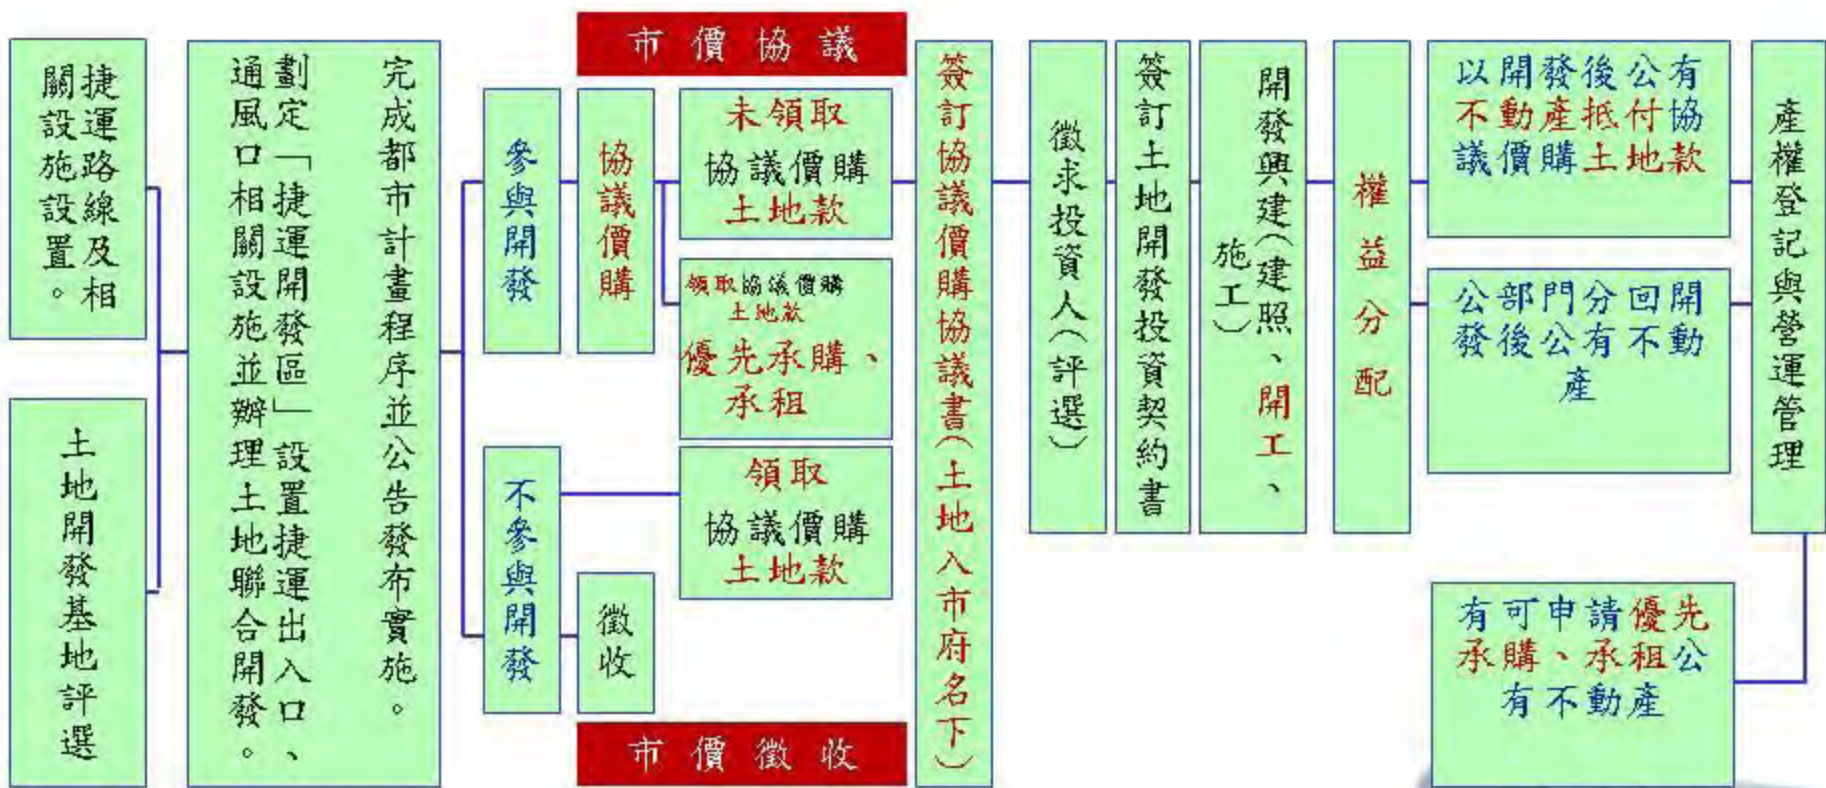 捷運路線及相
關設施設置。
土地開發基地評選
完成都市計畫程序並公告發布實施。
劃定「捷運開發區」設置捷運出入口、
通風口相關設施並辦理土地聯合開發。
市價協議
參與開發
協議價購
未領取
協議價購
土地款
領取協議價購
土地款
優先承購、
承租
不參與開發
領取
協議價購
土地款
徵收
市價徵收
簽訂協議價購協議書(土地入市府名下)
徵求投資人(評選)
簽訂土地開發投資契約書
開發興建(建照、開工、
施工)
權益分配
以開發後公有
不動產抵付協
議價購土地款
公部門分回開
發後公有不動
產
產權登記與營運管理
有可申請優先
承購、承租公
有不動產